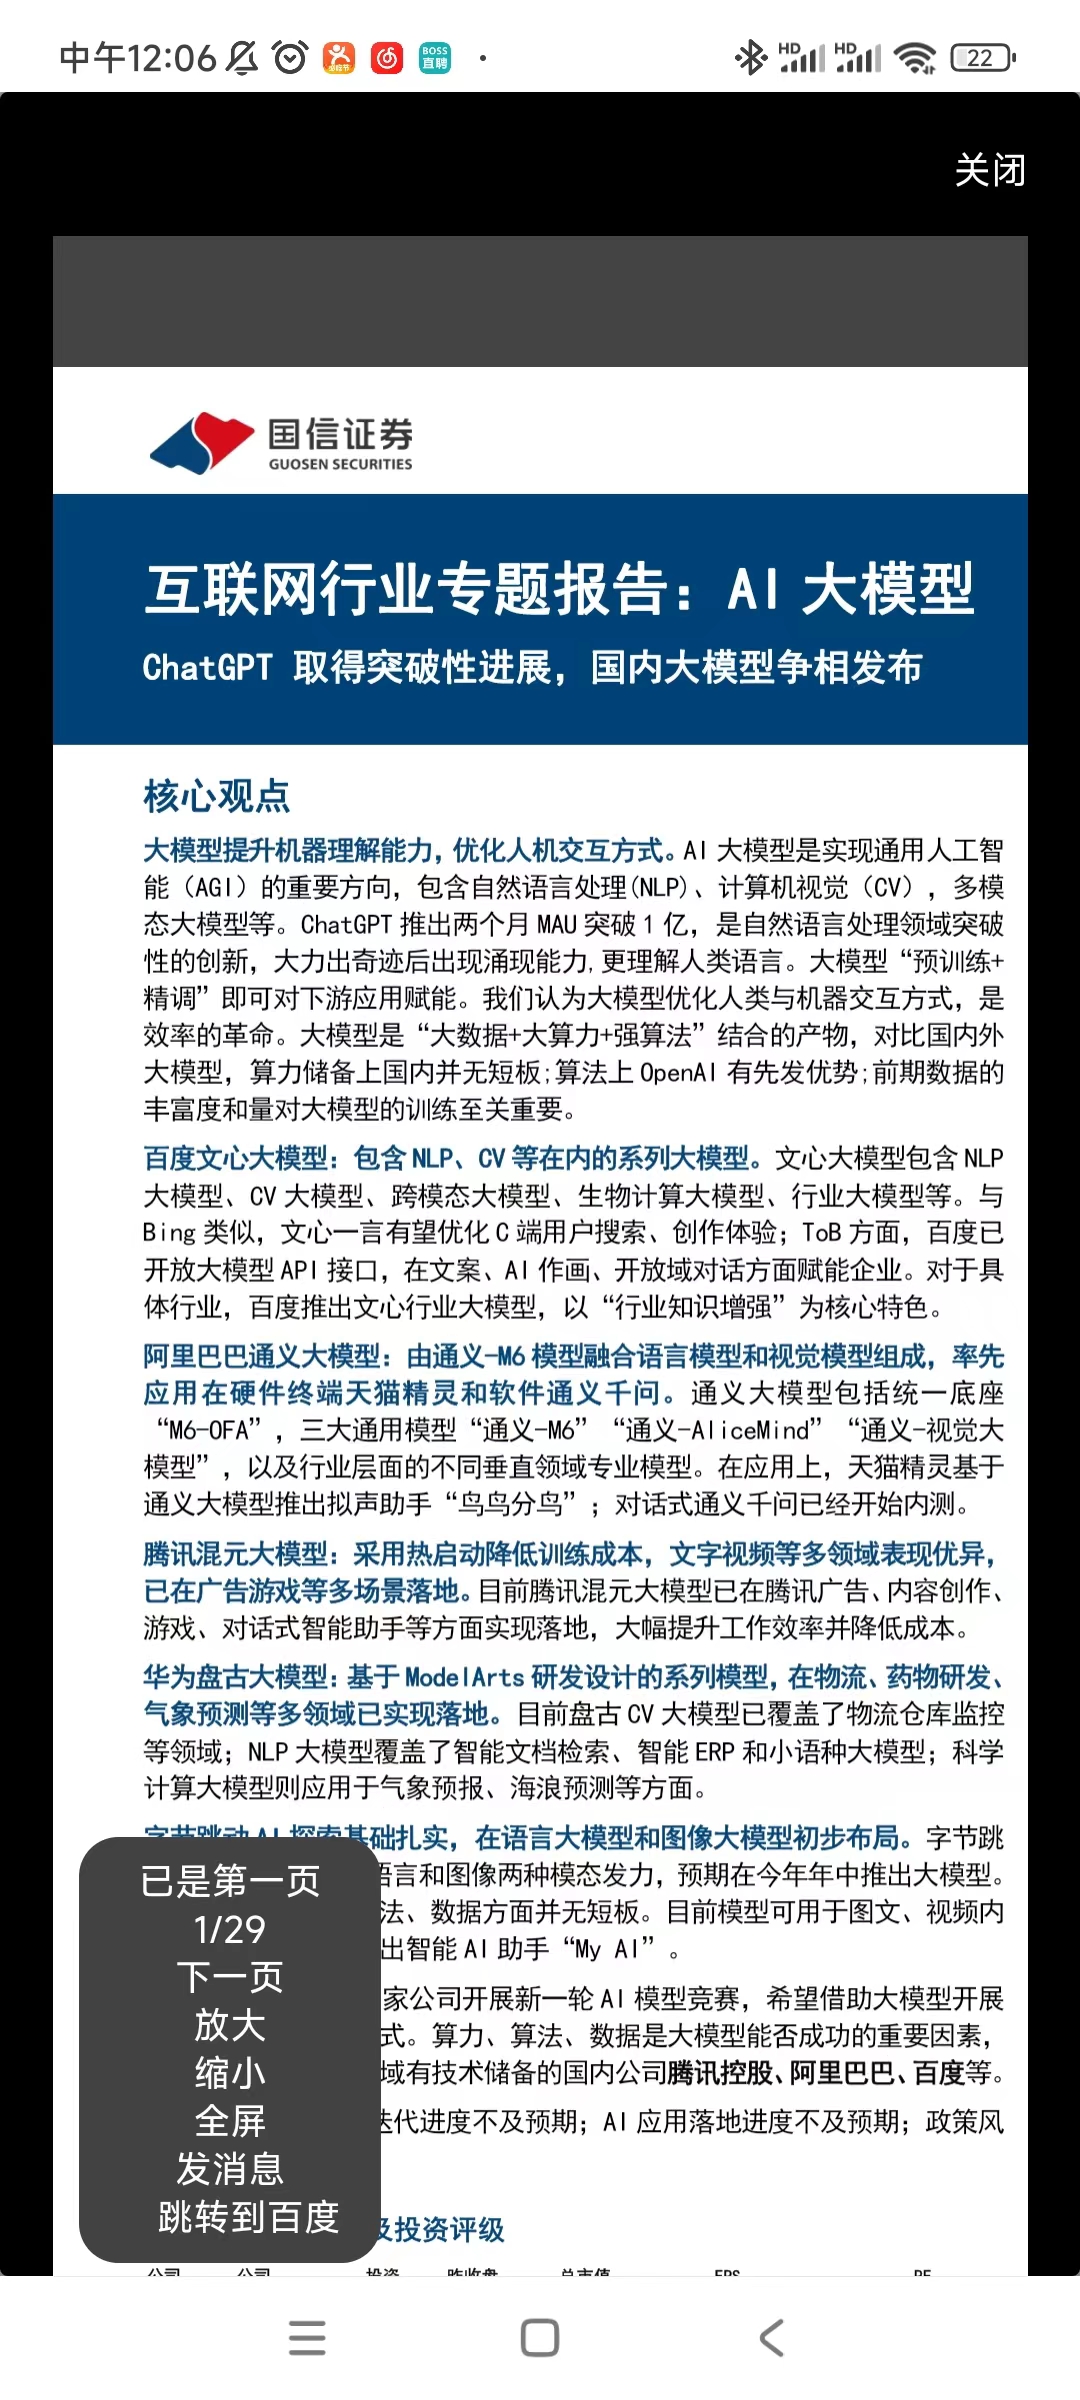 中午12:06
BOSS
直聘
HD
HD
22
关闭
国信证券
GUOSEN SECURITIES
互联网行业专题报告：AI 大模型
ChatGPT 取得突破性进展，国内大模型争相发布
核心观点
大模型提升机器理解能力，优化人机交互方式。AI 大模型是实现通用人工智
能（AGI）的重要方向，包含自然语言处理(NLP)、计算机视觉（CV），多模
态大模型等。ChatGPT 推出两个月 MAU 突破 1 亿，是自然语言处理领域突破
性的创新，大力出奇迹后出现涌现能力,更理解人类语言。大模型“预训练+
精调”即可对下游应用赋能。我们认为大模型优化人类与机器交互方式，是
效率的革命。大模型是“大数据+大算力+强算法”结合的产物，对比国内外
大模型，算力储备上国内并无短板;算法上 OpenAI 有先发优势;前期数据的
丰富度和量对大模型的训练至关重要。
百度文心大模型：包含 NLP、CV 等在内的系列大模型。文心大模型包含 NLP
大模型、CV 大模型、跨模态大模型、生物计算大模型、行业大模型等。与
Bing 类似，文心一言有望优化 C 端用户搜索、创作体验；ToB 方面，百度已
开放大模型 API 接口，在文案、AI 作画、开放域对话方面赋能企业。对于具
体行业，百度推出文心行业大模型，以“行业知识增强”为核心特色。
阿里巴巴通义大模型：由通义-M6 模型融合语言模型和视觉模型组成，率先
应用在硬件终端天猫精灵和软件通义千问。通义大模型包括统一底座
“M6-OFA”，三大通用模型“通义-M6”“通义-AliceMind”“通义-视觉大
模型”，以及行业层面的不同垂直领域专业模型。在应用上，天猫精灵基于
通义大模型推出拟声助手“鸟鸟分鸟”；对话式通义千问已经开始内测。
腾讯混元大模型：采用热启动降低训练成本，文字视频等多领域表现优异，
已在广告游戏等多场景落地。目前腾讯混元大模型已在腾讯广告、内容创作、
游戏、对话式智能助手等方面实现落地，大幅提升工作效率并降低成本。
华为盘古大模型：基于 ModelArts 研发设计的系列模型，在物流、药物研发、
气象预测等多领域已实现落地。目前盘古 CV 大模型已覆盖了物流仓库监控
等领域；NLP 大模型覆盖了智能文档检索、智能 ERP 和小语种大模型；科学
计算大模型则应用于气象预报、海浪预测等方面。
字节跳动 AI 探索基础扎实，在语言大模型和图像大模型初步布局。字节跳
语言和图像两种模态发力，预期在今年年中推出大模型。
法、数据方面并无短板。目前模型可用于图文、视频内
出智能 AI 助手“My AI”。
家公司开展新一轮 AI 模型竞赛，希望借助大模型开展
式。算力、算法、数据是大模型能否成功的重要因素，
域有技术储备的国内公司腾讯控股、阿里巴巴、百度等。
迭代进度不及预期；AI 应用落地进度不及预期；政策风
及投资评级
公司 公司 投资 昨收盘 总市值 EPS PE
已是第一页
1/29
下一页
放大
缩小
全屏
发消息
跳转到百度